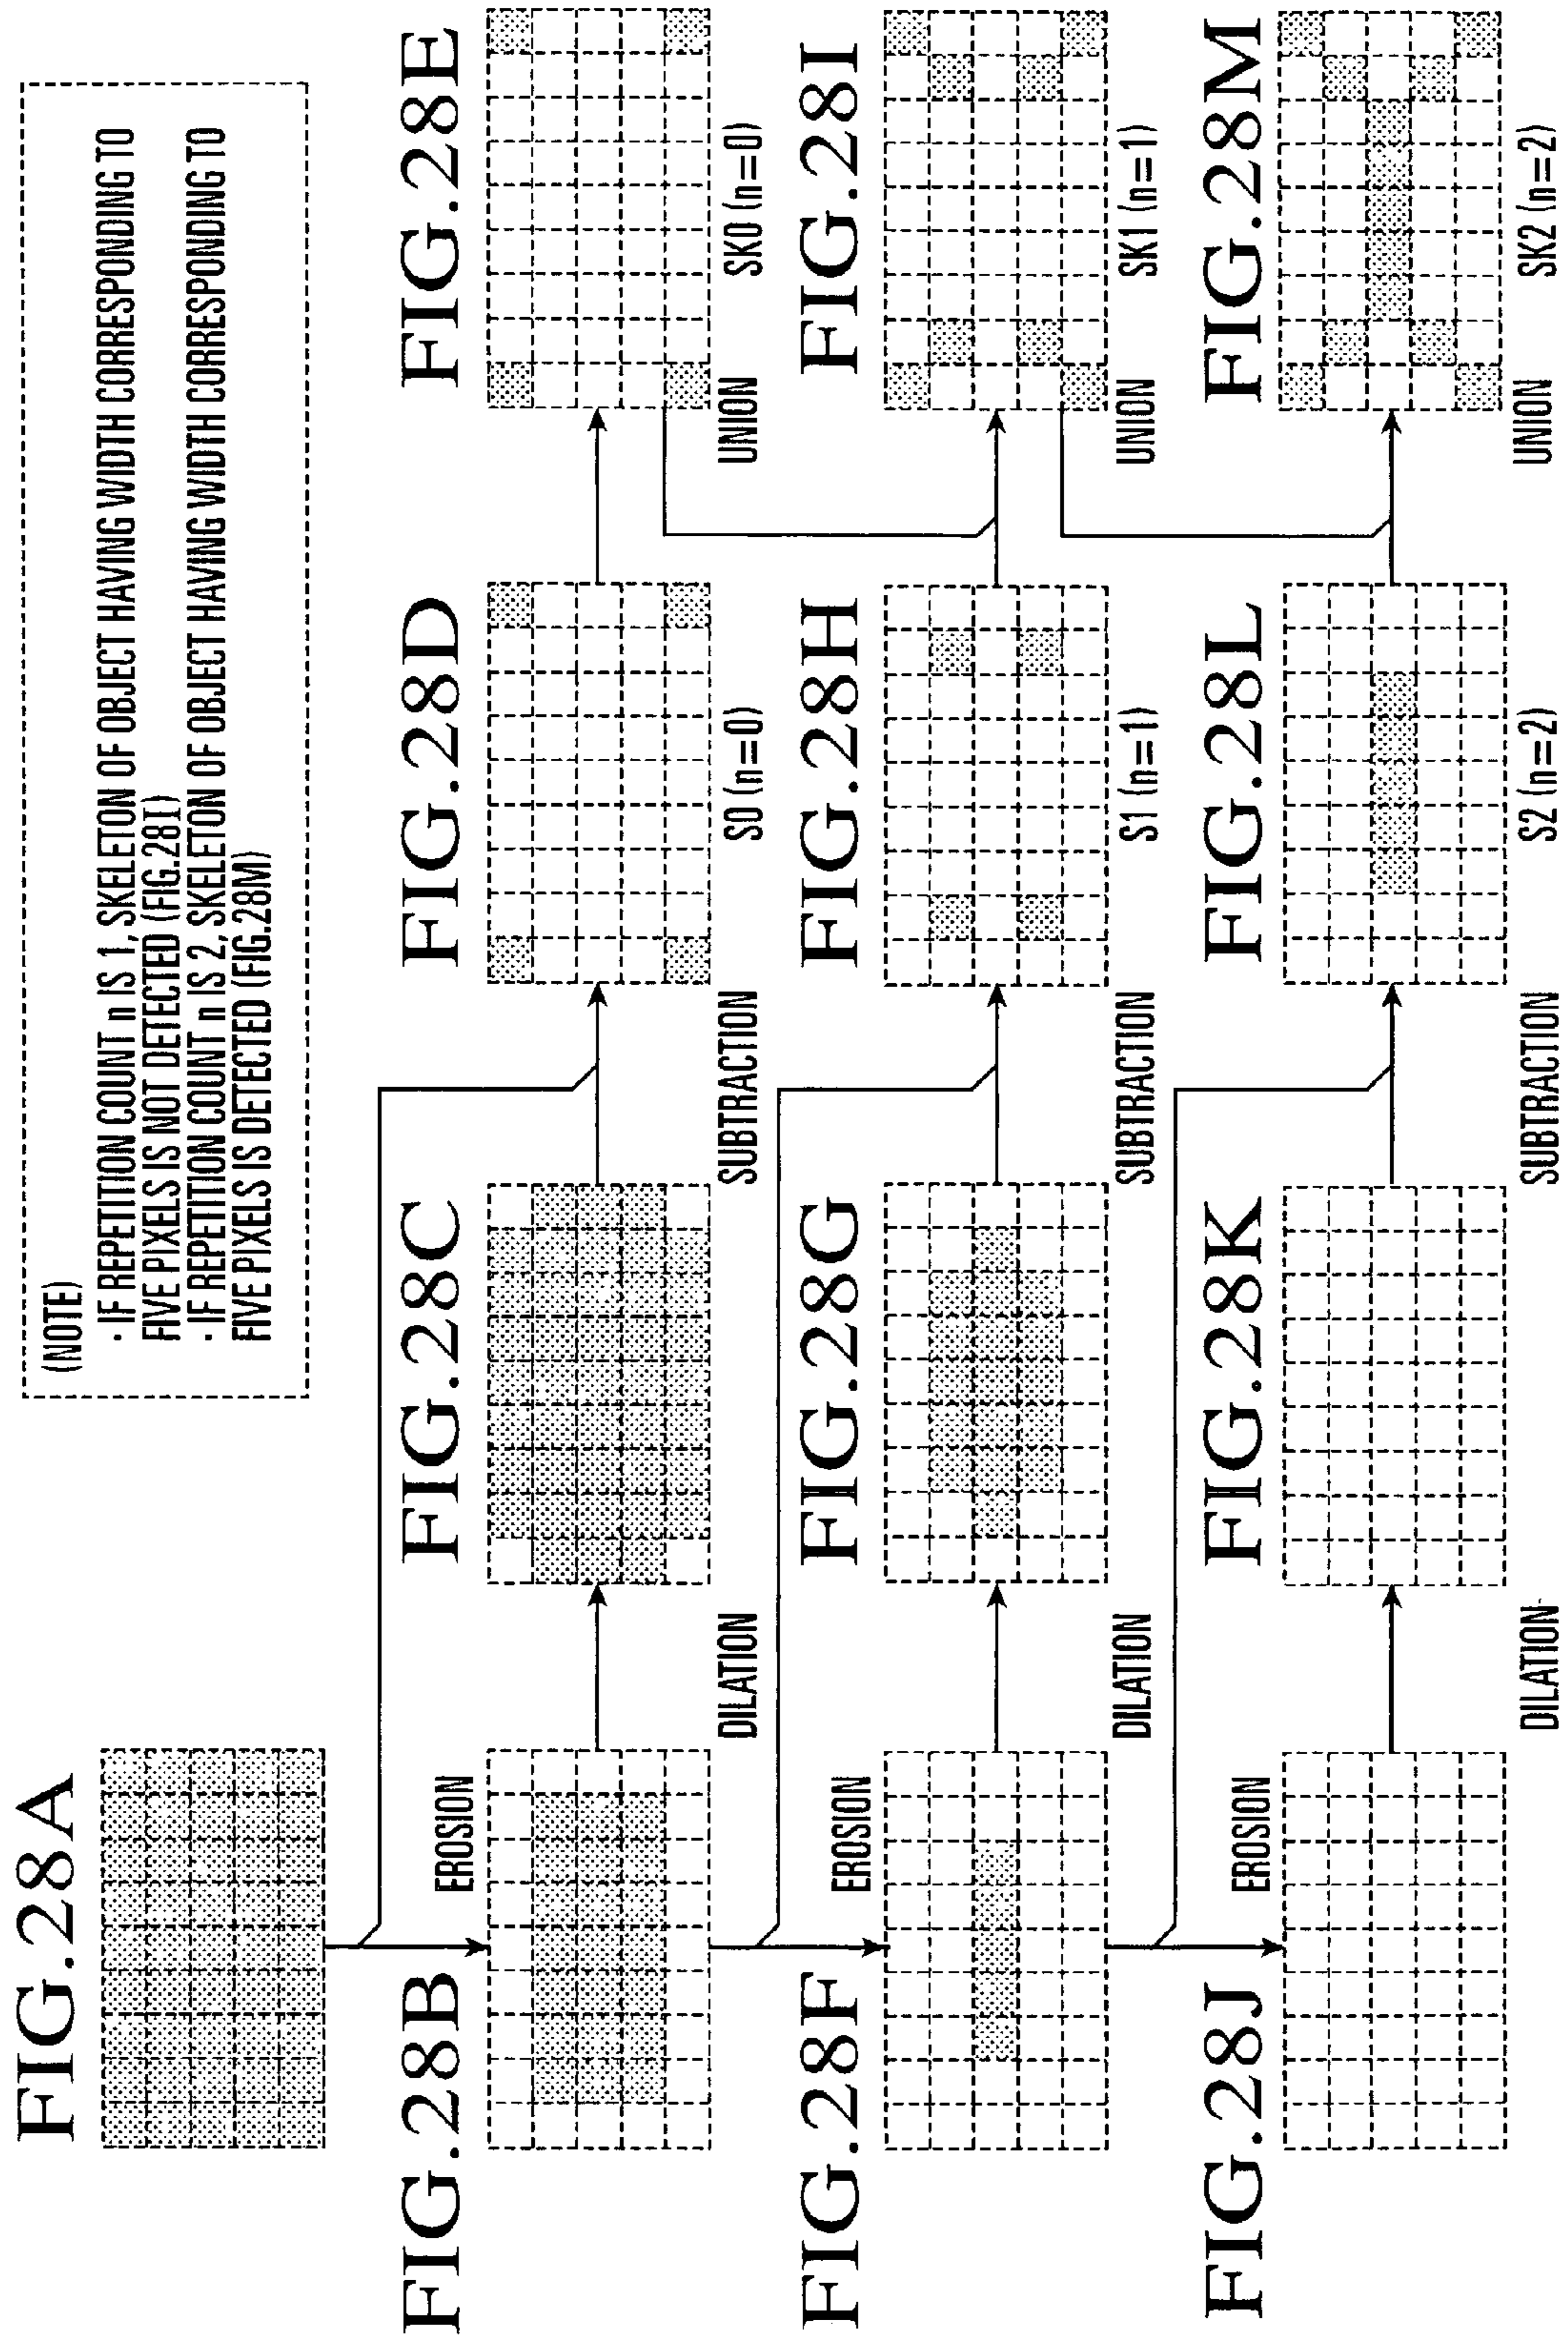 (NOTE)
· IF REPETITION COUNT n IS 1, SKELETON OF OBJECT HAVING WIDTH CORRESPONDING TO
FIVE PIXELS IS NOT DETECTED (FIG.28I)
· IF REPETITION COUNT n IS 2, SKELETON OF OBJECT HAVING WIDTH CORRESPONDING TO
FIVE PIXELS IS DETECTED (FIG.28M)
FIG.28A
FIG.28B
EROSION
FIG.28C
DILATION
FIG.28D
SUBTRACTION
S0 (n=0)
FIG.28E
UNION
SK0 (n=0)
FIG.28F
EROSION
FIG.28G
DILATION
FIG.28H
SUBTRACTION
S1 (n=1)
FIG.28I
UNION
SK1 (n=1)
FIG.28J
EROSION
FIG.28K
DILATION
FIG.28L
SUBTRACTION
S2 (n=2)
FIG.28M
UNION
SK2 (n=2)